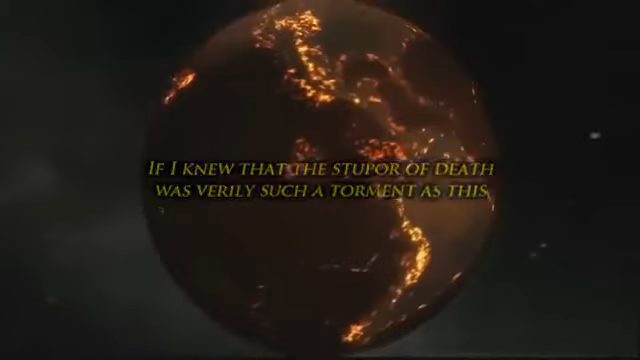 If I knew that the stupor of death
was verily such a torment as this